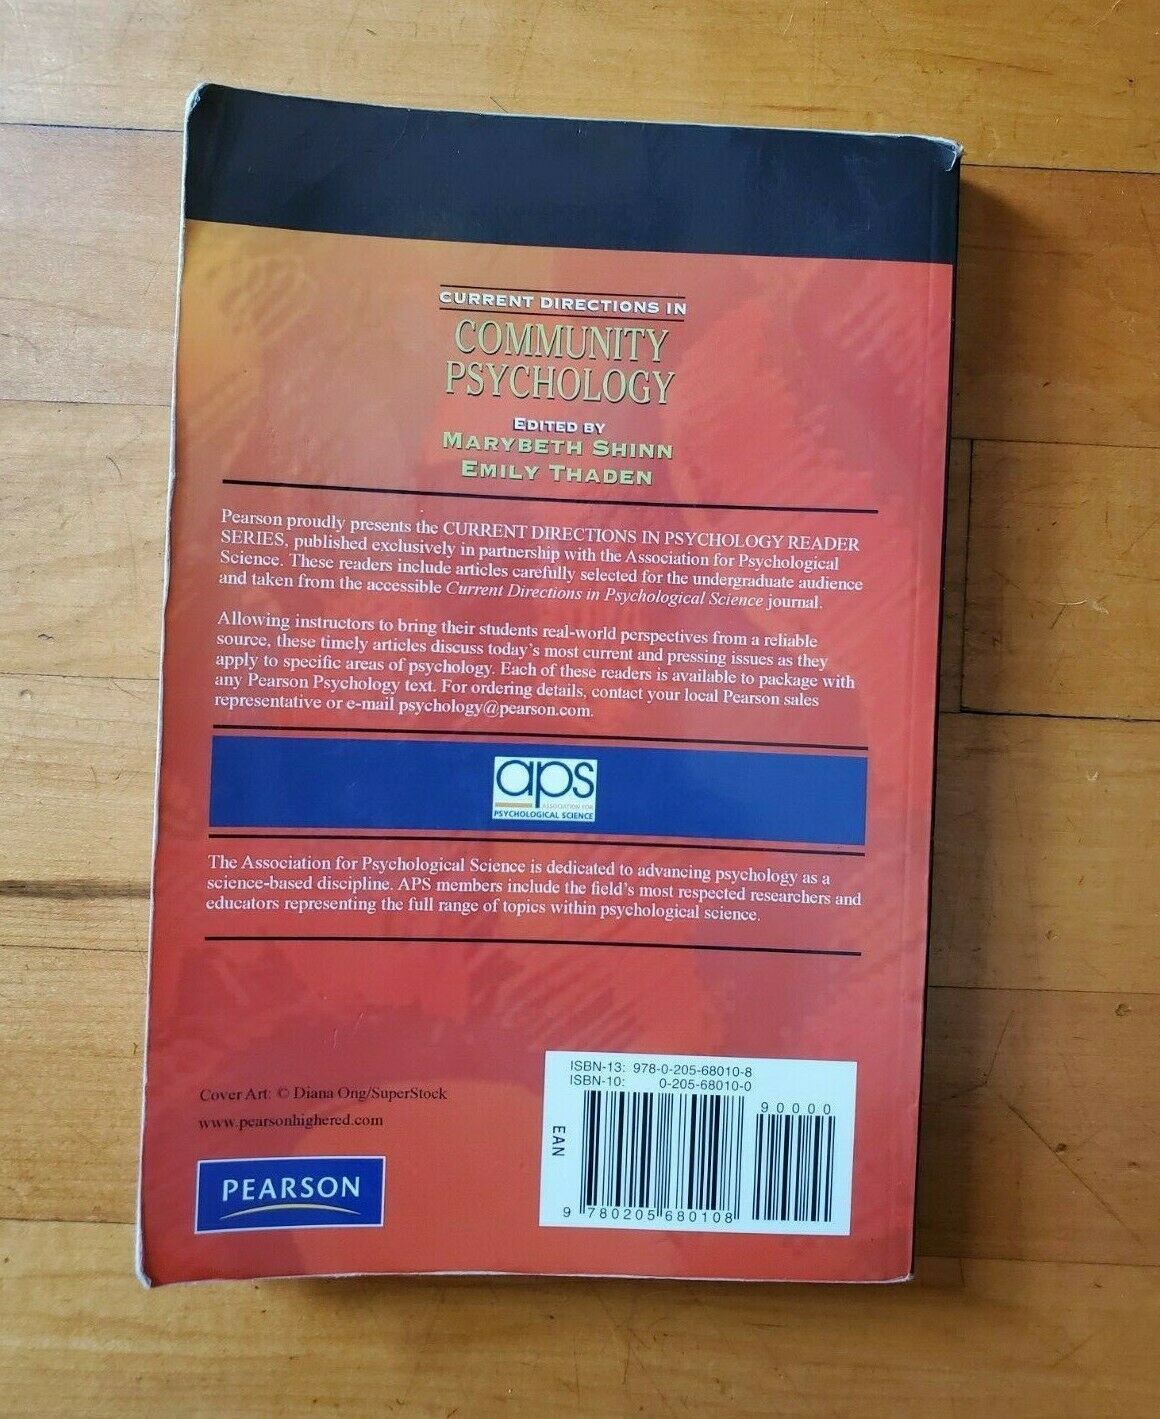 CURRENT DIRECTIONS IN
COMMUNITY
PSYCHOLOGY
EDITED BY
MARYBETH SHINN
EMILY THADEN
Pearson proudly presents the CURRENT DIRECTIONS IN PSYCHOLOGY READER
SERIES, published exclusively in partnership with the Association for Psychological
Science. These readers include articles carefully selected for the undergraduate audience
and taken from the accessible Current Directions in Psychological Science journal.
Allowing instructors to bring their students real-world perspectives from a reliable
source, these timely articles discuss today's most current and pressing issues as they
apply to specific areas of psychology. Each of these readers is available to package with
any Pearson Psychology text. For ordering details, contact your local Pearson sales
representative or e-mail psychology@pearson.com.
aps
ASSOCIATION FOR
PSYCHOLOGICAL SCIENCE
The Association for Psychological Science is dedicated to advancing psychology as a
science-based discipline. APS members include the field's most respected researchers and
educators representing the full range of topics within psychological science.
Cover Art: © Diana Ong/SuperStock
www.pearsonhighered.com
PEARSON
ISBN-13: 978-0-205-68010-8
ISBN-10: 0-205-68010-0
90000
EAN
9 780205 680108